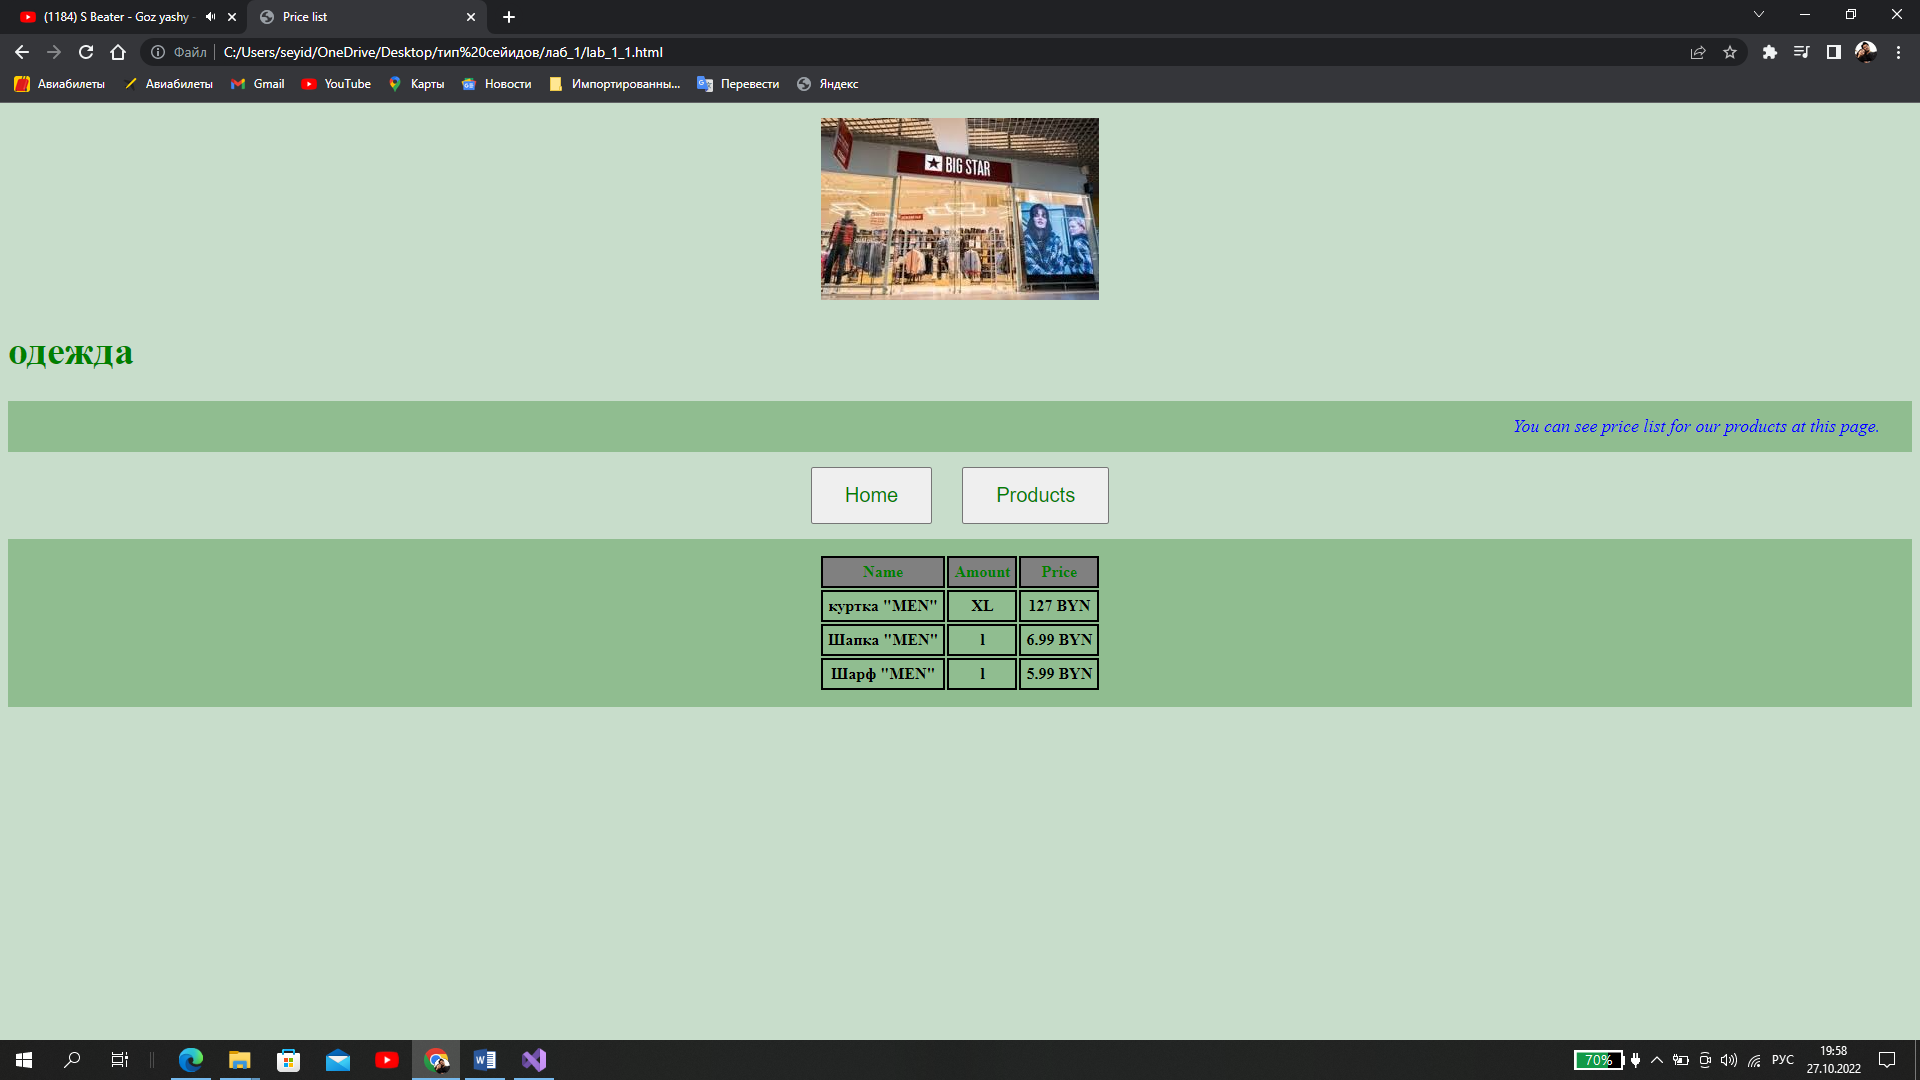 (1184) S Beater - Goz yashy
Price list
Файл
C:/Users/seyid/OneDrive/Desktop/тип%20сейидов/лаб_1/lab_1_1.html
Авиабилеты
Авиабилеты
Gmail
YouTube
Карты
Новости
Импортированны...
Перевести
Яндекс
BIG STAR
одежда
You can see price list for our products at this page.
Home Products
Name Amount Price
куртка "MEN" XL 127 BYN
Шапка "MEN" l 6.99 BYN
Шарф "MEN" l 5.99 BYN
70%
РУС
19:58
27.10.2022